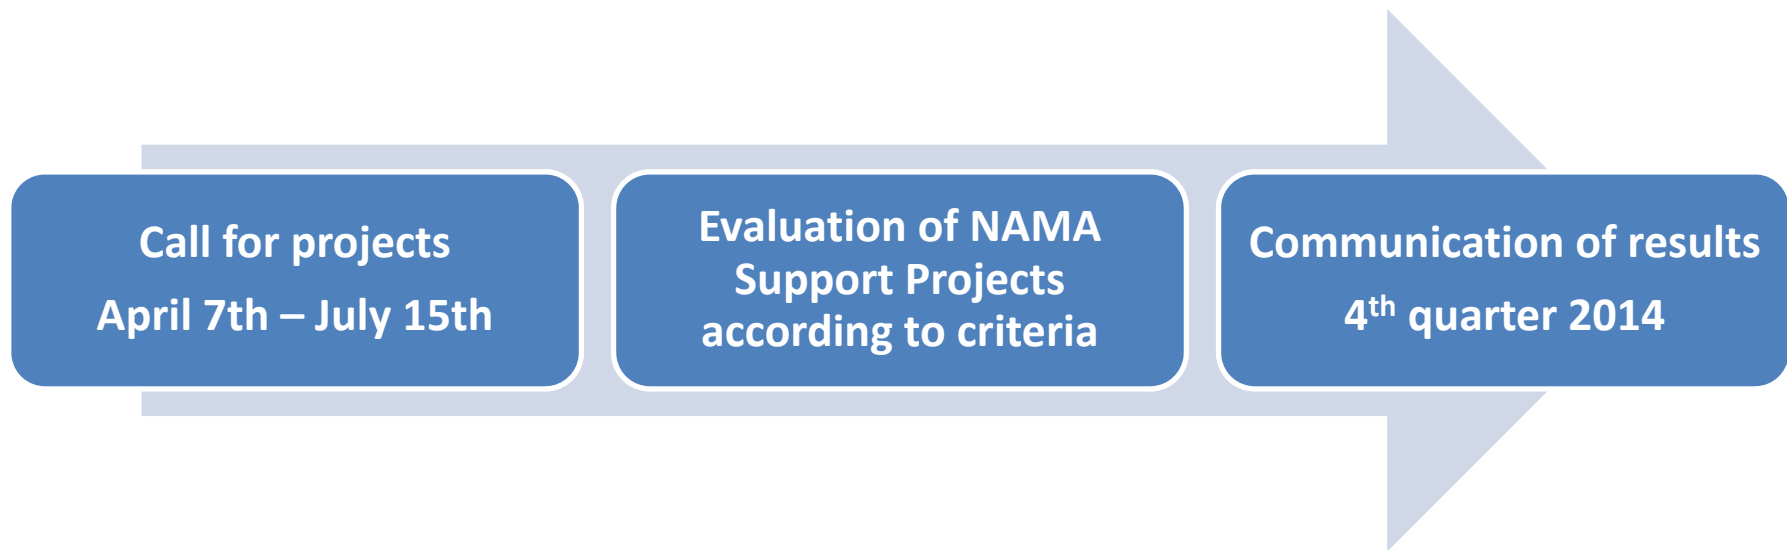 Call for projects
April 7th – July 15th
Evaluation of NAMA
Support Projects
according to criteria
Communication of results
4th quarter 2014